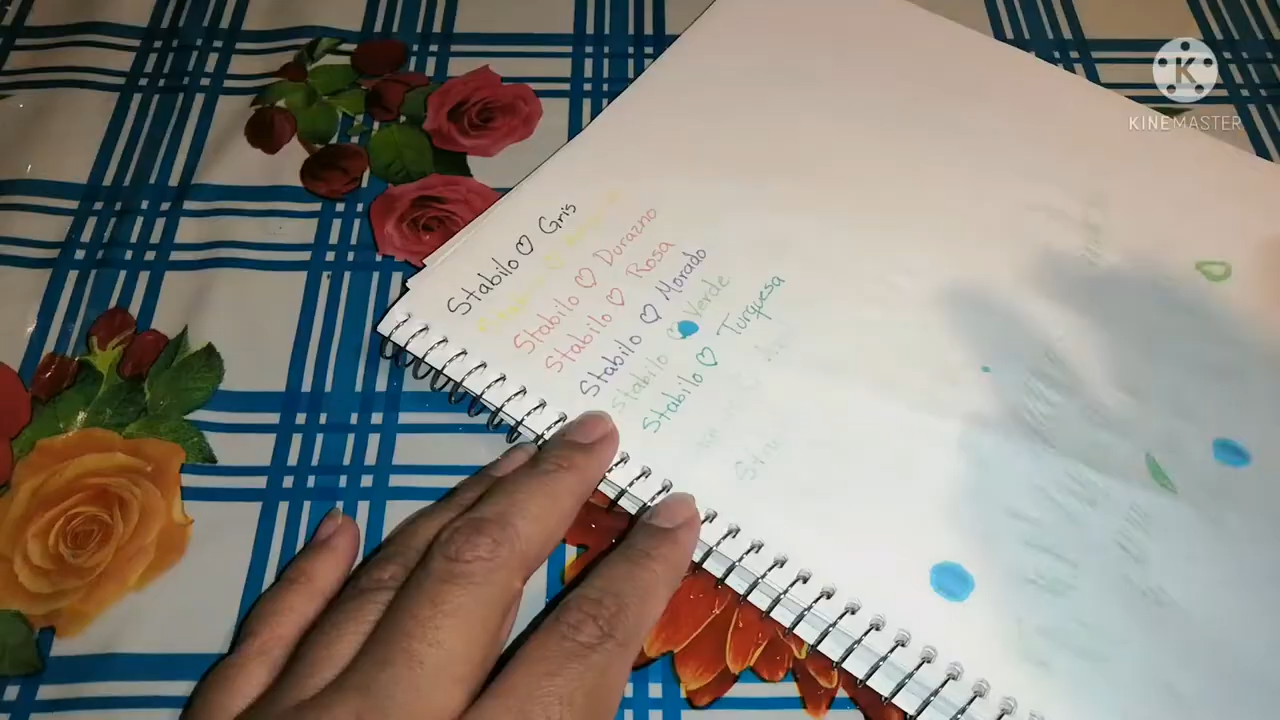 KINEMASTER
Stabilo ♡ Gris
Stabilo ♡ Durazno
Stabilo ♡ Rosa
Stabilo ♡ Morado
Stabilo ♡ Verde
Stabilo ♡ Turquesa